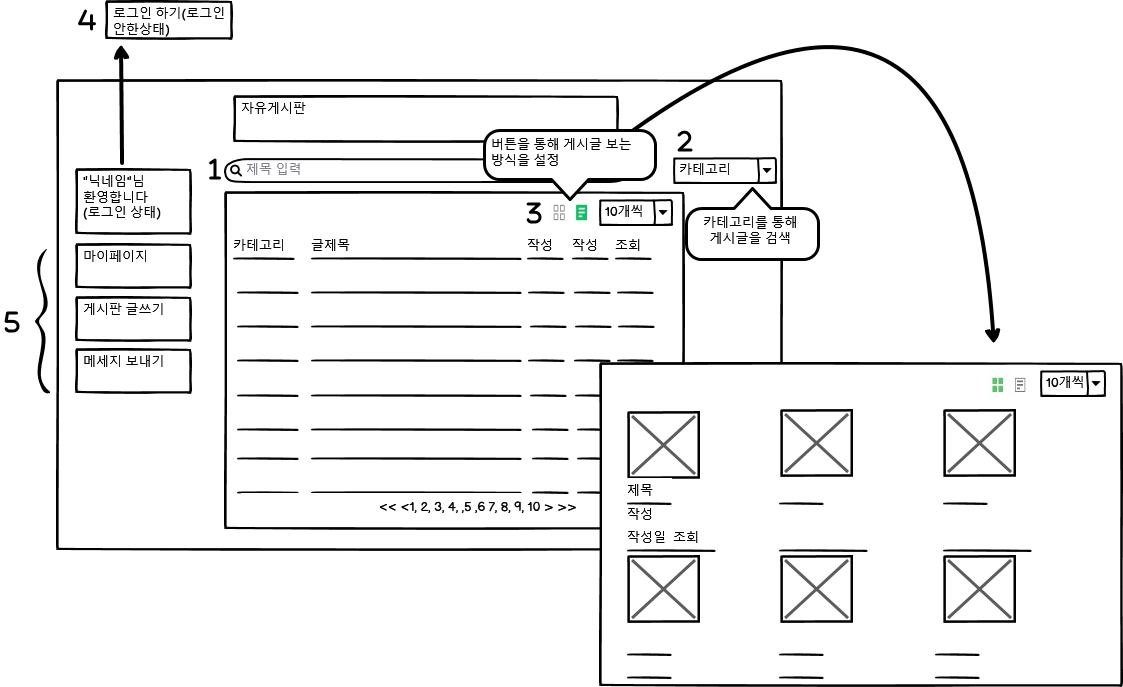 4
로그인 하기(로그인
안한상태)
자유게시판
버튼을 통해 게시글 보는
방식을 설정
1
제목 입력
2
카테고리
"닉네임"님
환영합니다
(로그인 상태)
3
10개씩
카테고리를 통해
게시글을 검색
카테고리 글제목 작성 작성 조회
마이페이지
5
게시판 글쓰기
메세지 보내기
<< <1, 2, 3, 4, ,5 ,6 7, 8, 9, 10 > >>
10개씩
제목
작성
작성일 조회